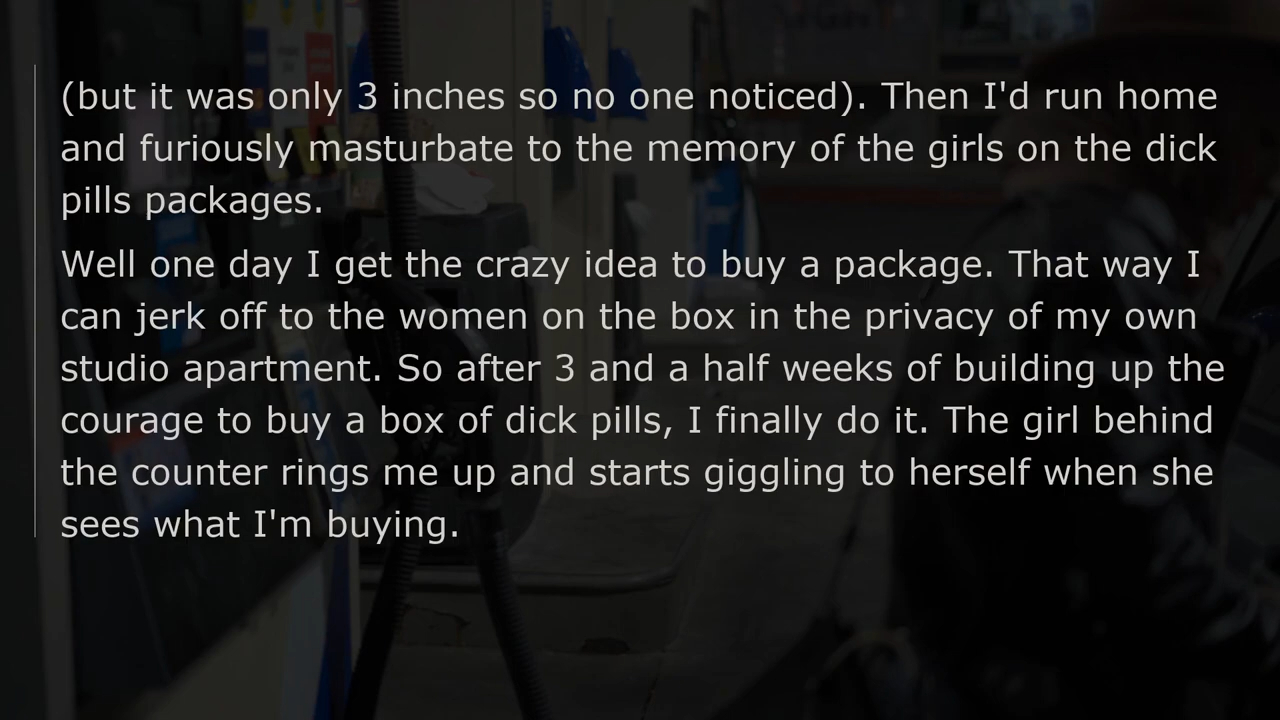 (but it was only 3 inches so no one noticed). Then I'd run home
and furiously masturbate to the memory of the girls on the dick
pills packages.
Well one day I get the crazy idea to buy a package. That way I
can jerk off to the women on the box in the privacy of my own
studio apartment. So after 3 and a half weeks of building up the
courage to buy a box of dick pills, I finally do it. The girl behind
the counter rings me up and starts giggling to herself when she
sees what I'm buying.